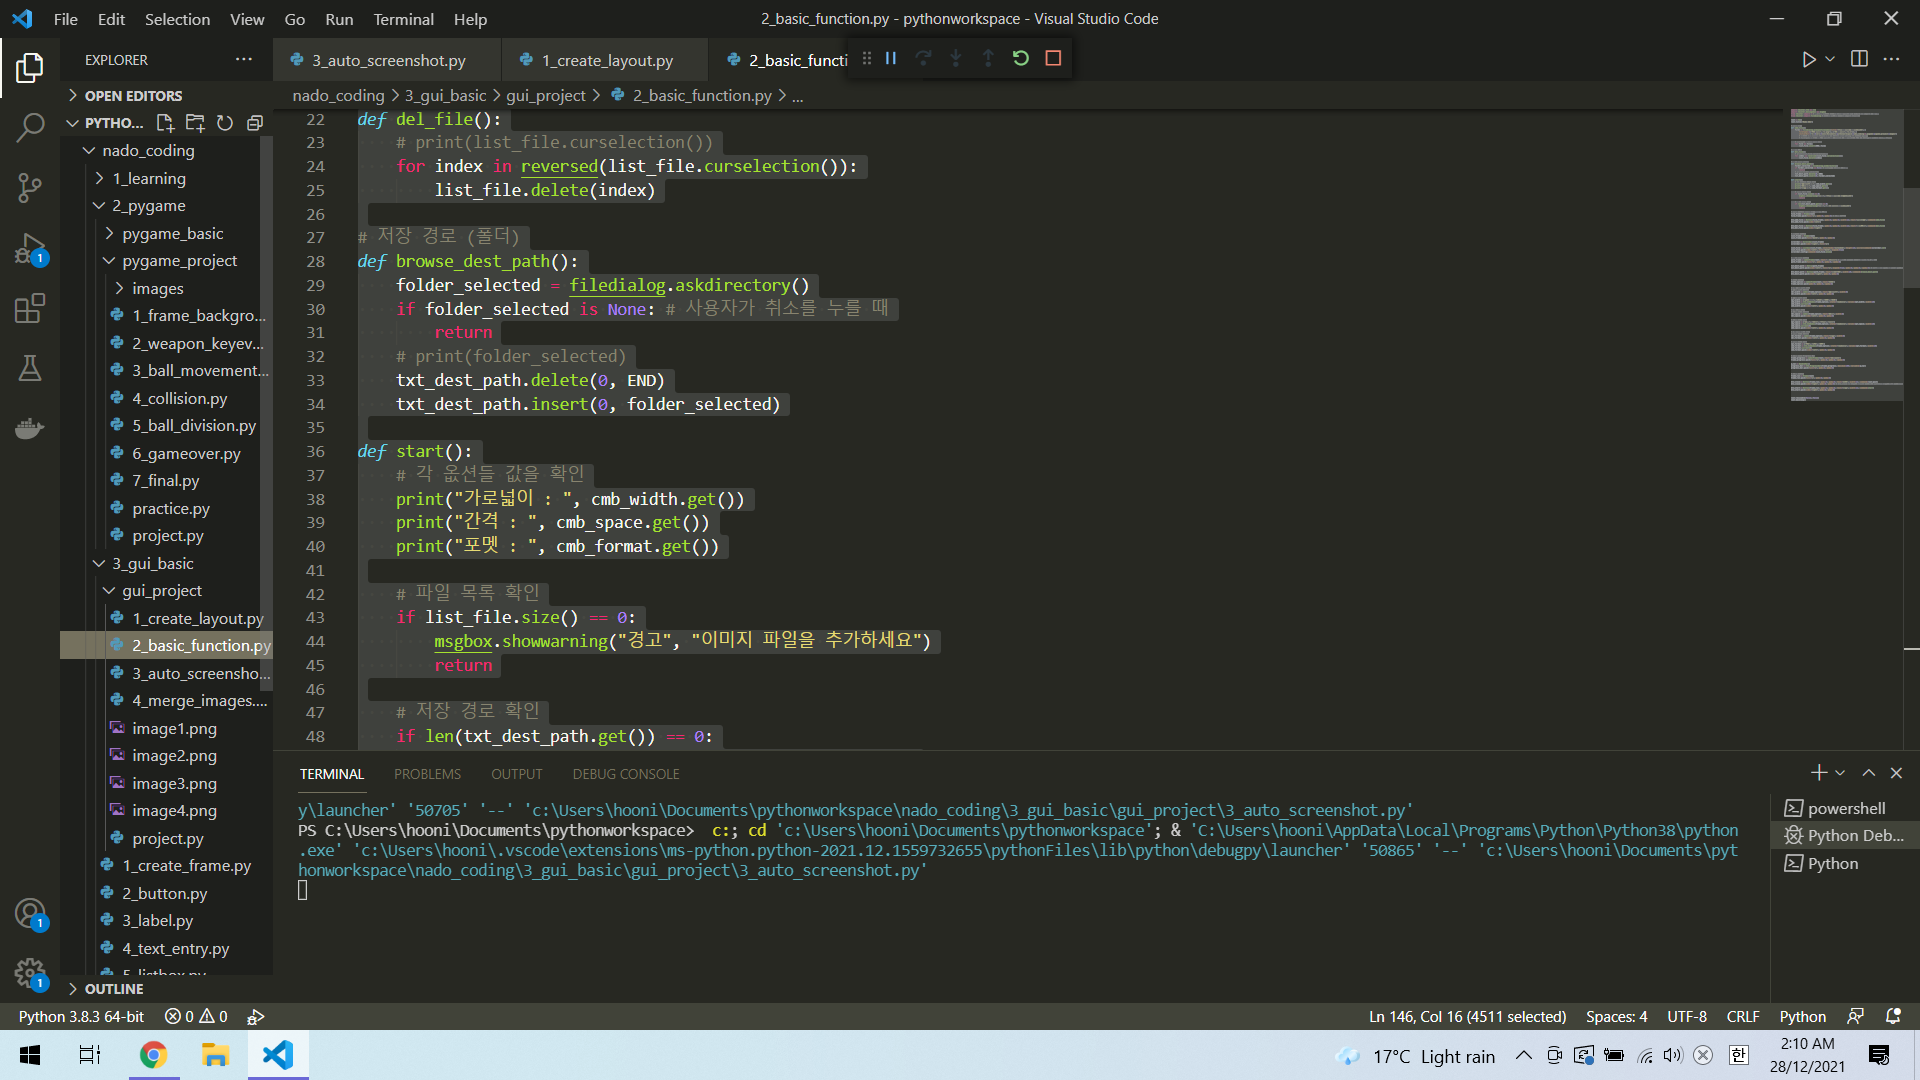 File Edit Selection View Go Run Terminal Help
2_basic_function.py - pythonworkspace - Visual Studio Code
EXPLORER
3_auto_screenshot.py
1_create_layout.py
2_basic_functi
OPEN EDITORS
nado_coding > 3_gui_basic > gui_project > 2_basic_function.py > ...
PYTHO...
nado_coding
1_learning
2_pygame
pygame_basic
pygame_project
images
1_frame_backgro...
2_weapon_keyev...
3_ball_movement...
4_collision.py
5_ball_division.py
6_gameover.py
7_final.py
practice.py
project.py
3_gui_basic
gui_project
1_create_layout.py
2_basic_function.py
3_auto_screensho...
4_merge_images....
image1.png
image2.png
image3.png
image4.png
project.py
1_create_frame.py
2_button.py
3_label.py
4_text_entry.py
5_listbox.py
OUTLINE
22 def del_file():
23 # print(list_file.curselection())
24 for index in reversed(list_file.curselection()):
25 list_file.delete(index)
26
27 # 저장 경로 (폴더)
28 def browse_dest_path():
29 folder_selected = filedialog.askdirectory()
30 if folder_selected is None: # 사용자가 취소를 누를 때
31 return
32 # print(folder_selected)
33 txt_dest_path.delete(0, END)
34 txt_dest_path.insert(0, folder_selected)
35
36 def start():
37 # 각 옵션들 값을 확인
38 print("가로넓이 : ", cmb_width.get())
39 print("간격 : ", cmb_space.get())
40 print("포멧 : ", cmb_format.get())
41
42 # 파일 목록 확인
43 if list_file.size() == 0:
44 msgbox.showwarning("경고", "이미지 파일을 추가하세요")
45 return
46
47 # 저장 경로 확인
48 if len(txt_dest_path.get()) == 0:
TERMINAL PROBLEMS OUTPUT DEBUG CONSOLE
y\launcher' '50705' '--' 'c:\Users\hooni\Documents\pythonworkspace\nado_coding\3_gui_basic\gui_project\3_auto_screenshot.py'
PS C:\Users\hooni\Documents\pythonworkspace> c:; cd 'c:\Users\hooni\Documents\pythonworkspace'; & 'C:\Users\hooni\AppData\Local\Programs\Python\Python38\python
.exe' 'c:\Users\hooni\.vscode\extensions\ms-python.python-2021.12.1559732655\pythonFiles\lib\python\debugpy\launcher' '50865' '--' 'c:\Users\hooni\Documents\pyt
honworkspace\nado_coding\3_gui_basic\gui_project\3_auto_screenshot.py'
powershell
Python Deb...
Python
1
1
1
Python 3.8.3 64-bit 0 0
Ln 146, Col 16 (4511 selected) Spaces: 4 UTF-8 CRLF Python
17°C Light rain
한
2:10 AM
28/12/2021